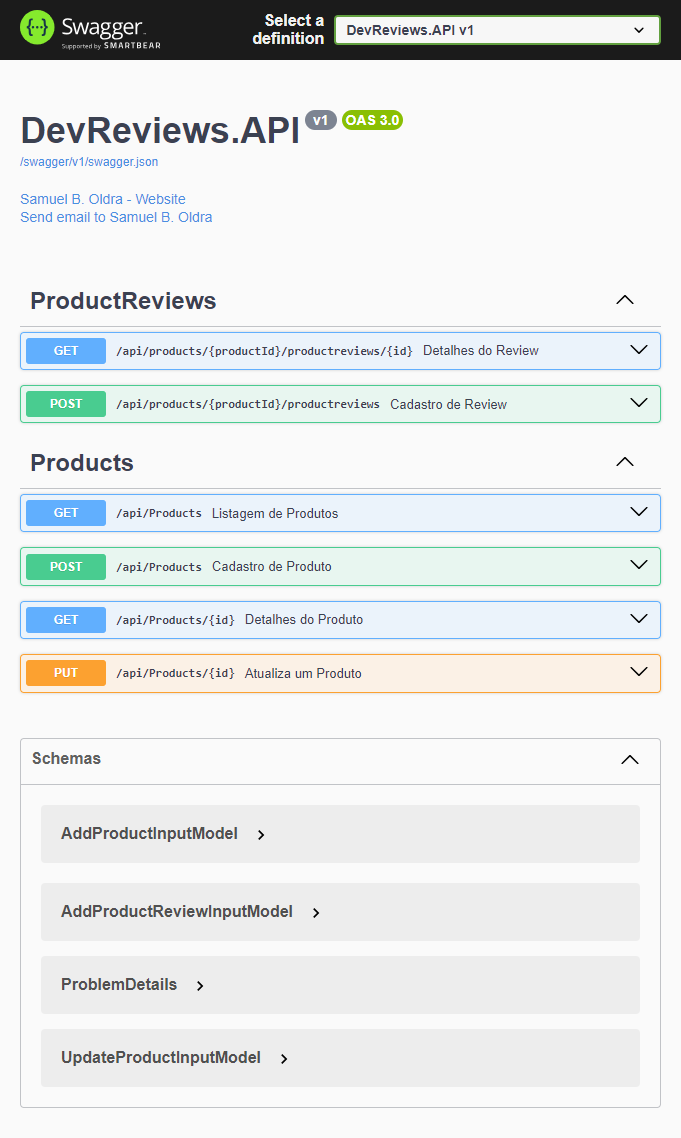 Swagger
Supported by SMARTBEAR
Select a
definition
DevReviews.API v1
DevReviews.API v1 OAS 3.0
/swagger/v1/swagger.json
Samuel B. Oldra - Website
Send email to Samuel B. Oldra
ProductReviews
GET /api/products/{productId}/productreviews/{id} Detalhes do Review
POST /api/products/{productId}/productreviews Cadastro de Review
Products
GET /api/Products Listagem de Produtos
POST /api/Products Cadastro de Produto
GET /api/Products/{id} Detalhes do Produto
PUT /api/Products/{id} Atualiza um Produto
Schemas
AddProductInputModel
AddProductReviewInputModel
ProblemDetails
UpdateProductInputModel